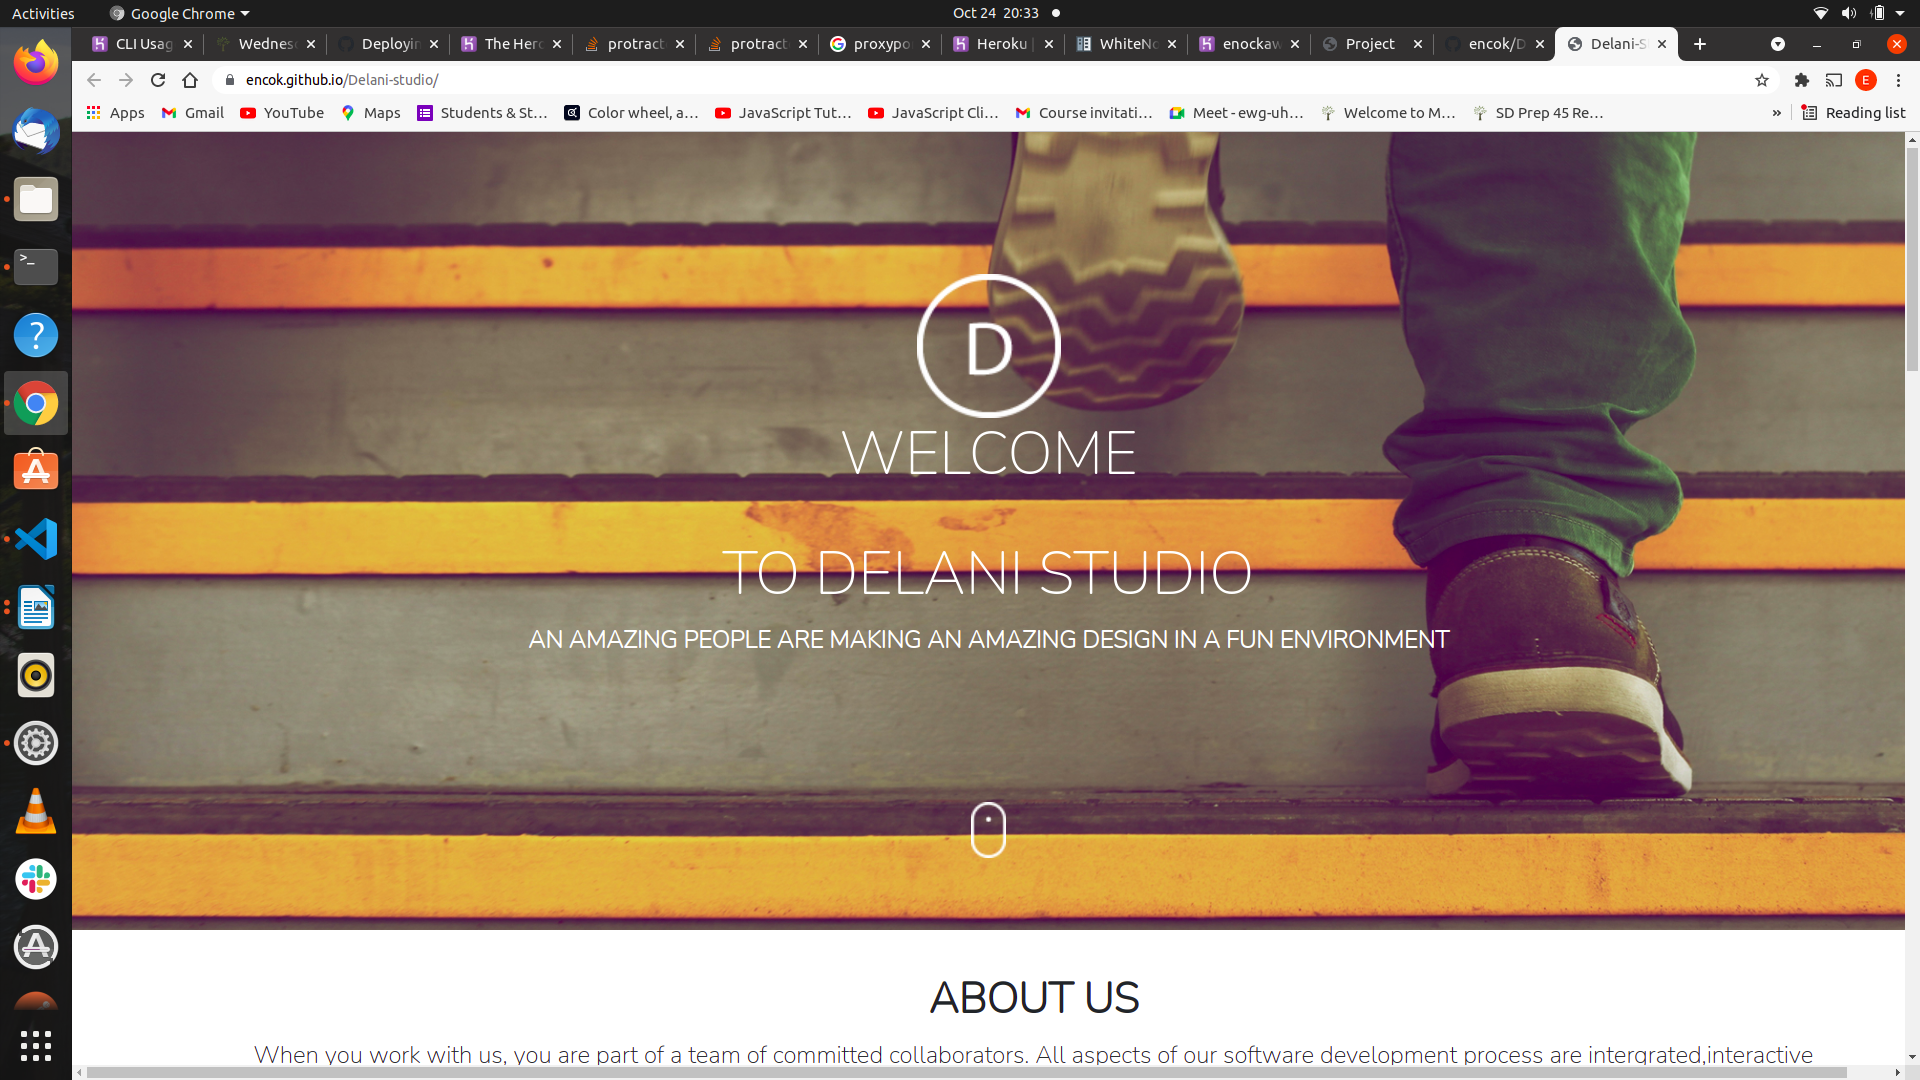 Activities
Google Chrome
Oct 24 20:33
CLI Usag
Wednes
Deployin
The Hero
protract
protract
proxypo
Heroku |
WhiteNo
enockaw
Project
encok/D
Delani-S
encok.github.io/Delani-studio/
E
Apps
Gmail
YouTube
Maps
Students & St...
Color wheel, a...
JavaScript Tut...
JavaScript Cli...
Course invitati...
Meet - ewg-uh...
Welcome to M...
SD Prep 45 Re...
»
Reading list
D
WELCOME
TO DELANI STUDIO
AN AMAZING PEOPLE ARE MAKING AN AMAZING DESIGN IN A FUN ENVIRONMENT
ABOUT US
When you work with us, you are part of a team of committed collaborators. All aspects of our software development process are intergrated,interactive